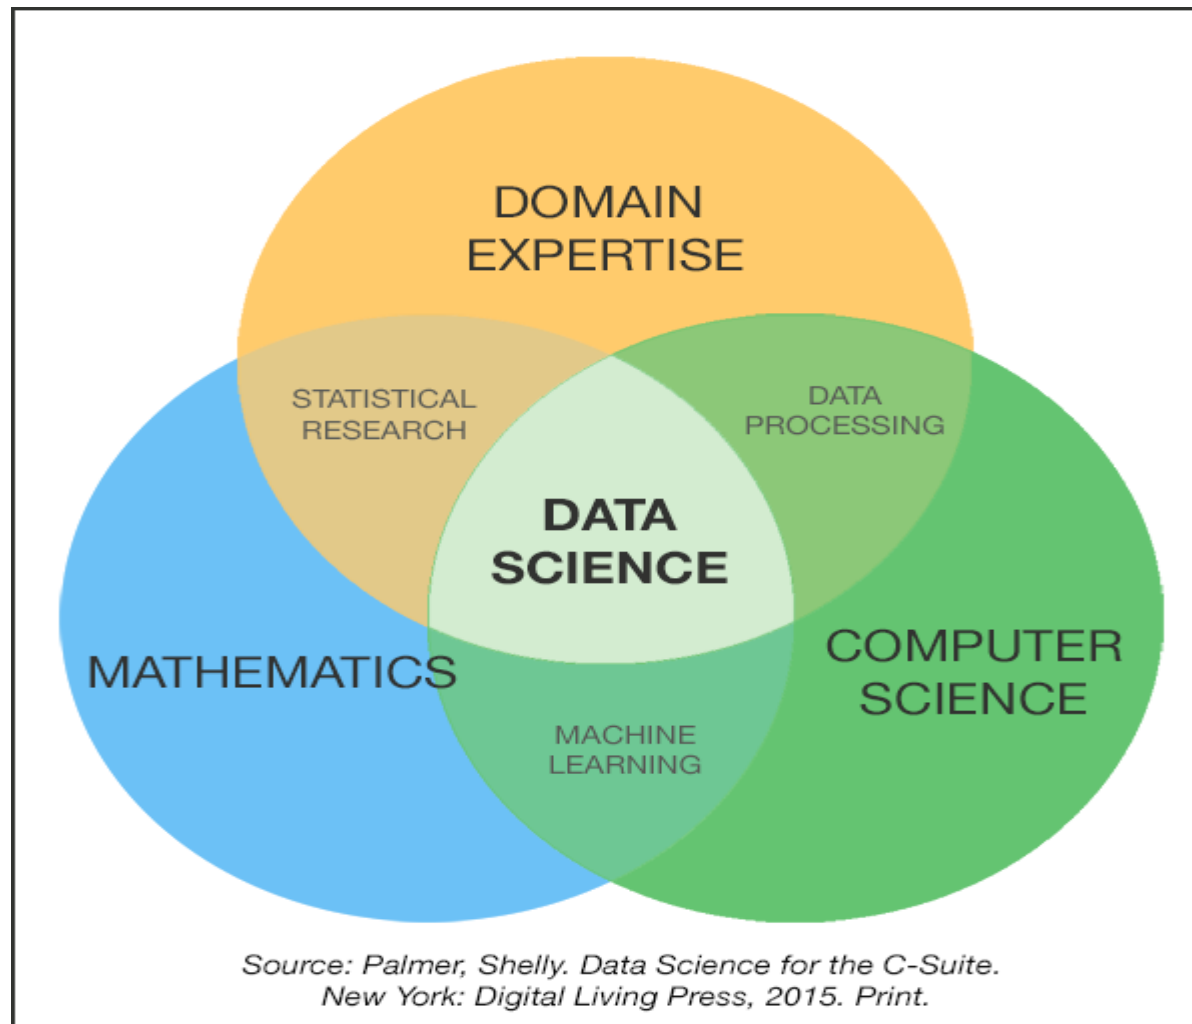 DOMAIN
EXPERTISE
STATISTICAL
RESEARCH
DATA
PROCESSING
DATA
SCIENCE
MATHEMATICS
COMPUTER
SCIENCE
MACHINE
LEARNING
Source: Palmer, Shelly. Data Science for the C-Suite.
New York: Digital Living Press, 2015. Print.